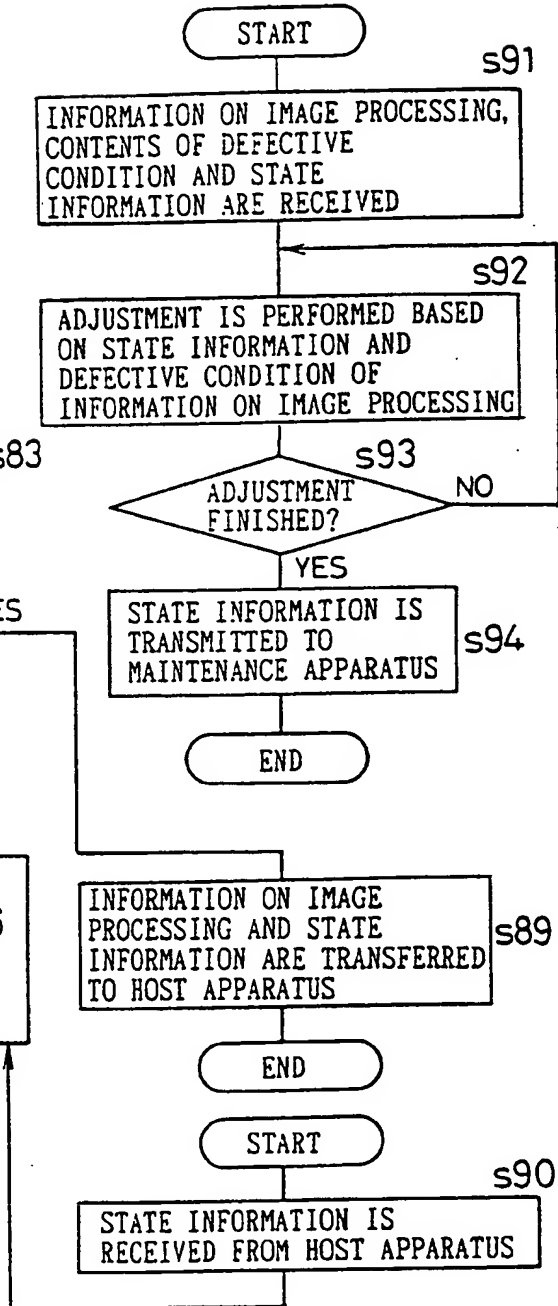 START
s91
INFORMATION ON IMAGE PROCESSING,
CONTENTS OF DEFECTIVE
CONDITION AND STATE
INFORMATION ARE RECEIVED
s92
ADJUSTMENT IS PERFORMED BASED
ON STATE INFORMATION AND
DEFECTIVE CONDITION OF
INFORMATION ON IMAGE PROCESSING
s83
s93
ADJUSTMENT
FINISHED?
NO
YES
ES
STATE INFORMATION IS
TRANSMITTED TO
MAINTENANCE APPARATUS
s94
END
INFORMATION ON IMAGE
PROCESSING AND STATE
INFORMATION ARE TRANSFERRED
TO HOST APPARATUS
s89
END
START
s90
STATE INFORMATION IS
RECEIVED FROM HOST APPARATUS